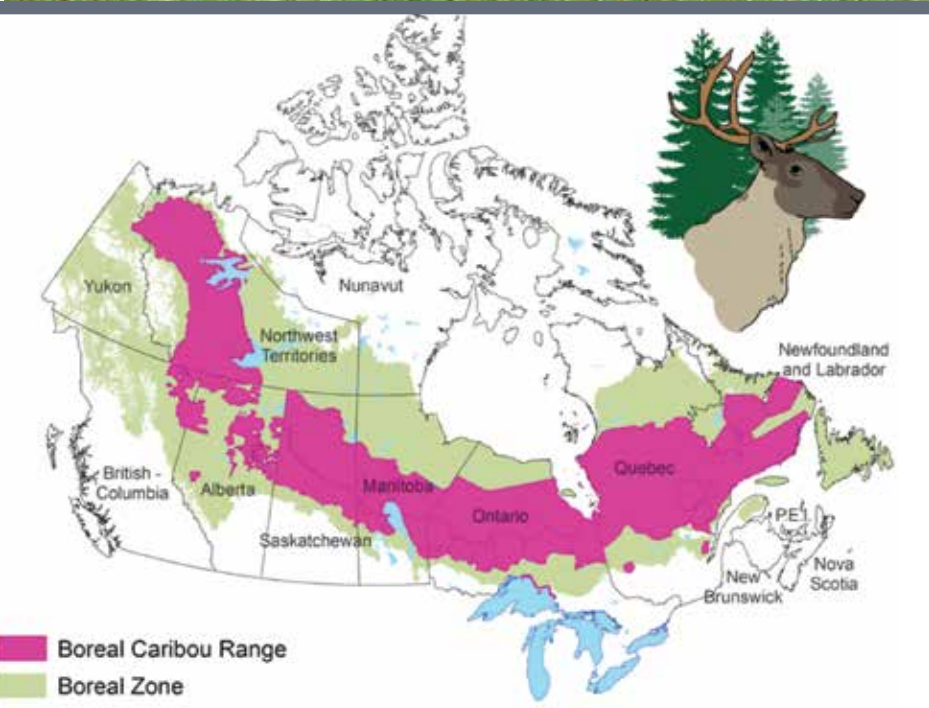 Yukon
Nunavut
Northwest
Territories
Newfoundland
and Labrador
British -
Columbia
Alberta
Manitoba
Quebec
Ontario
Saskatchewan
P.E.I.
Nova
Scotia
New
Brunswick
Boreal Caribou Range
Boreal Zone